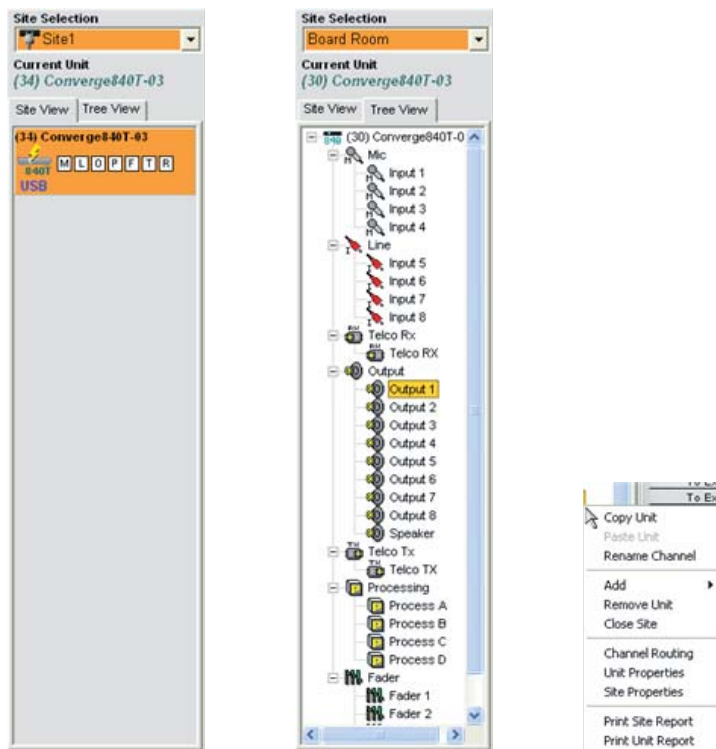 Site Selection
Site1
Current Unit
(34) Converge840T-03
Site View Tree View
(34) Converge840T-03
840T M L O P F T R
USB
Site Selection
Board Room
Current Unit
(30) Converge840T-03
Site View Tree View
(30) Converge840T-0
Mic
Input 1
Input 2
Input 3
Input 4
Line
Input 5
Input 6
Input 7
Input 8
Telco Rx
Telco RX
Output
Output 1
Output 2
Output 3
Output 4
Output 5
Output 6
Output 7
Output 8
Speaker
Telco Tx
Telco TX
Processing
Process A
Process B
Process C
Process D
Fader
Fader 1
Fader 2
To Ex
Copy Unit
Paste Unit
Rename Channel
Add
Remove Unit
Close Site
Channel Routing
Unit Properties
Site Properties
Print Site Report
Print Unit Report